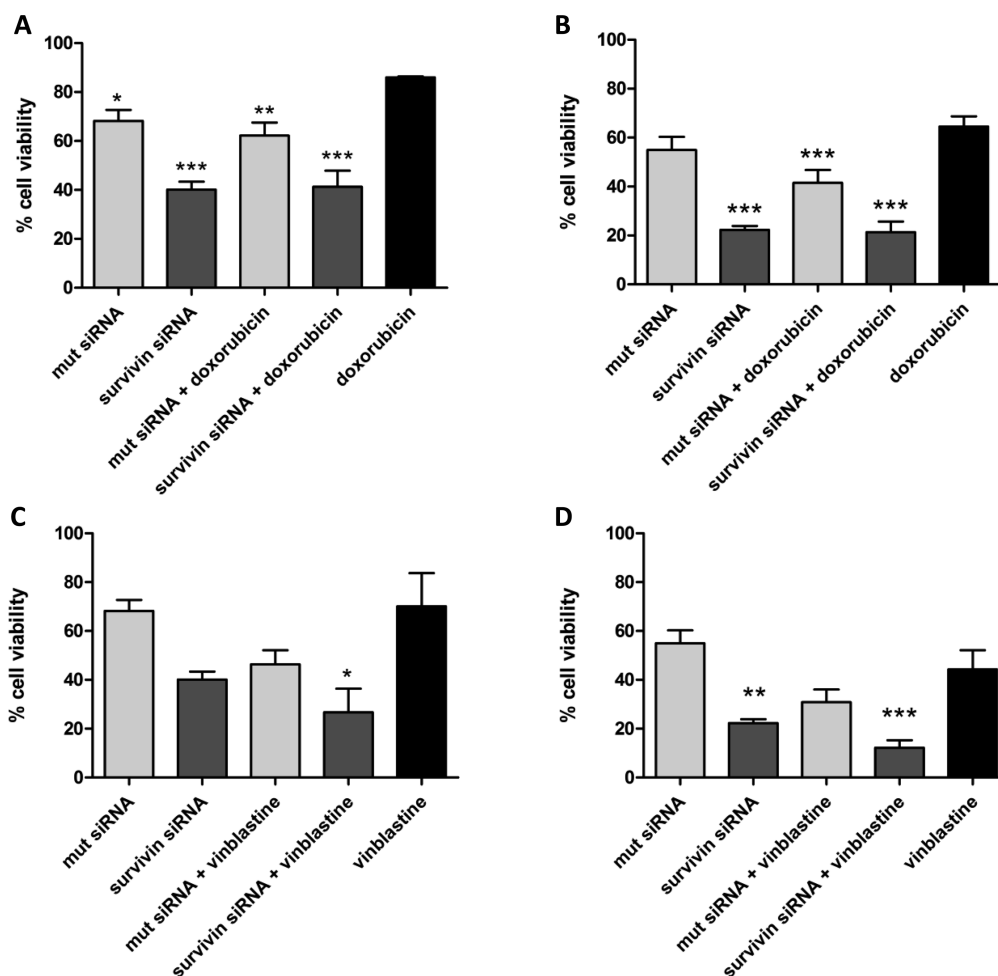 A
% cell viability
100
80
60
40
20
0
*
***
**
***
mut siRNA
survivin siRNA
mut siRNA + doxorubicin
survivin siRNA + doxorubicin
doxorubicin
B
% cell viability
100
80
60
40
20
0
***
***
***
mut siRNA
survivin siRNA
mut siRNA + doxorubicin
survivin siRNA + doxorubicin
doxorubicin
C
% cell viability
100
80
60
40
20
0
*
mut siRNA
survivin siRNA
mut siRNA + vinblastine
survivin siRNA + vinblastine
vinblastine
D
% cell viability
100
80
60
40
20
0
**
***
mut siRNA
survivin siRNA
mut siRNA + vinblastine
survivin siRNA + vinblastine
vinblastine